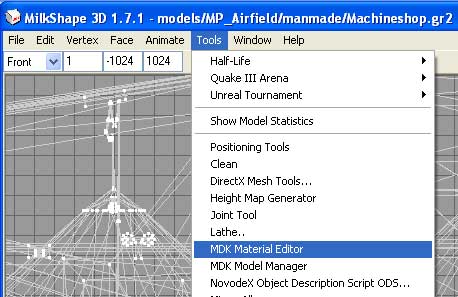 MilkShape 3D 1.7.1 - models/MP_Airfield/manmade/Machineshop.gr2
File Edit Vertex Face Animate Tools Window Help
Front 1 -1024 1024
Half-Life
Quake III Arena
Unreal Tournament
Show Model Statistics
Positioning Tools
Clean
DirectX Mesh Tools...
Height Map Generator
Joint Tool
Lathe..
MDK Material Editor
MDK Model Manager
NovodeX Object Description Script ODS...